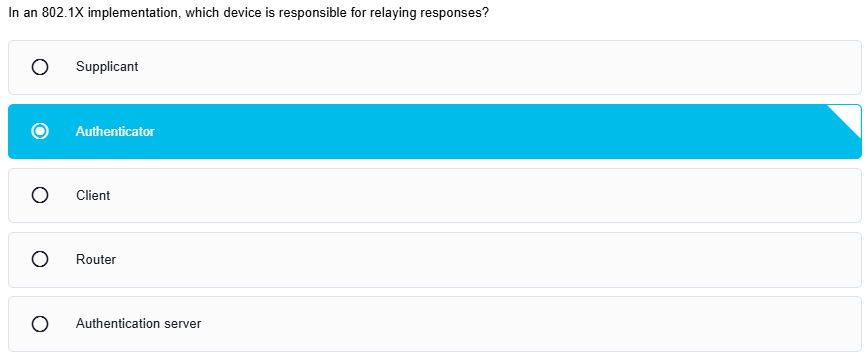 In an 802.1X implementation, which device is responsible for relaying responses?
Supplicant
Authenticator
Client
Router
Authentication server